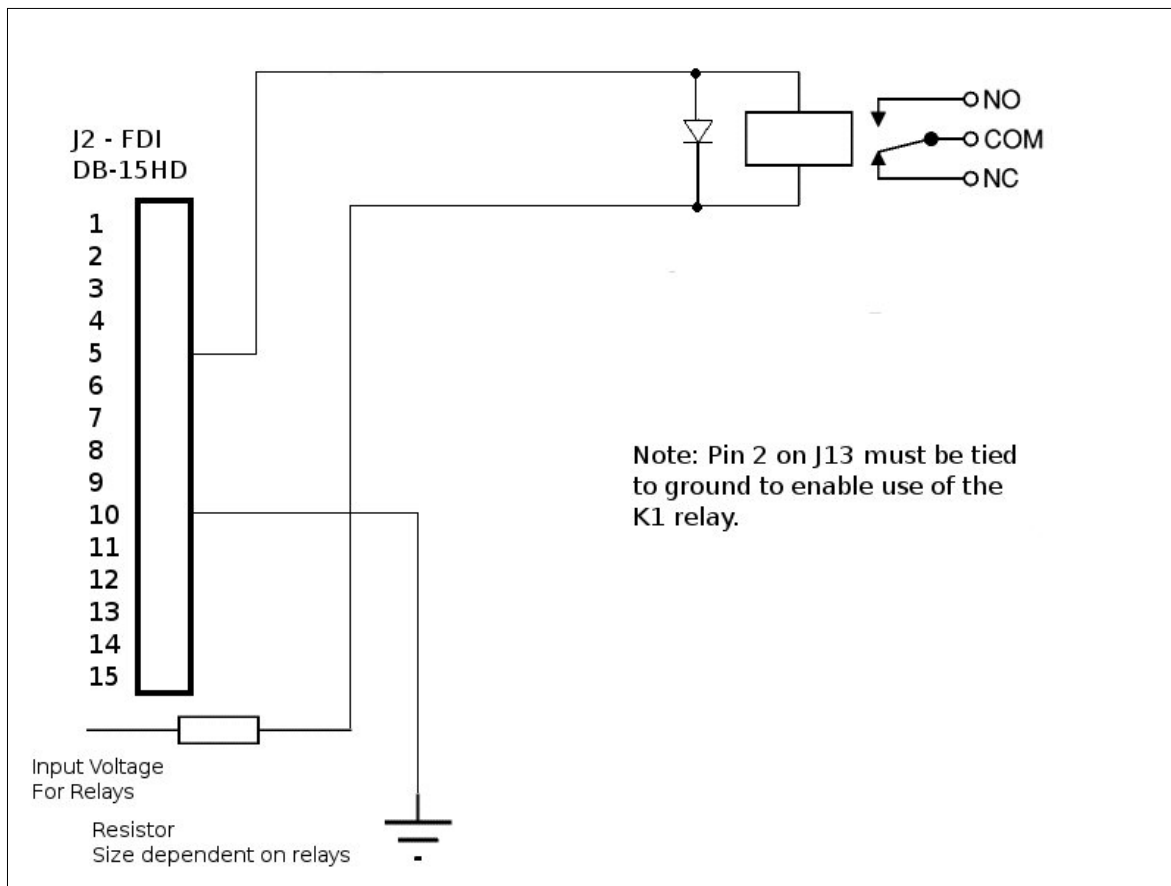 J2 - FDI
DB-15HD
1
2
3
4
5
6
7
8
9
10
11
12
13
14
15
NO
COM
NC
Note: Pin 2 on J13 must be tied
to ground to enable use of the
K1 relay.
Input Voltage
For Relays
Resistor
Size dependent on relays